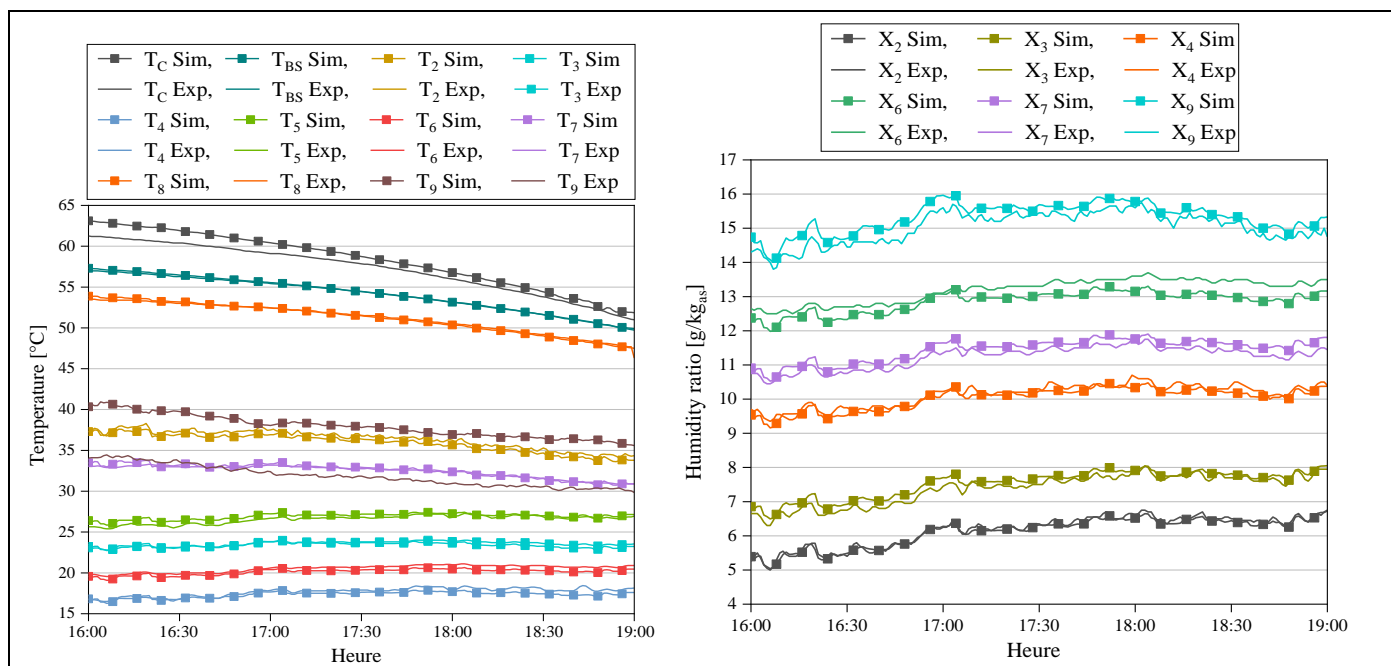 T_C Sim, T_BS Sim, T_2 Sim, T_3 Sim
T_C Exp, T_BS Exp, T_2 Exp, T_3 Exp
T_4 Sim, T_5 Sim, T_6 Sim, T_7 Sim
T_4 Exp, T_5 Exp, T_6 Exp, T_7 Exp
T_8 Sim, T_8 Exp, T_9 Sim, T_9 Exp
65
60
55
50
45
40
35
30
25
20
15
Temperature [°C]
16:00 16:30 17:00 17:30 18:00 18:30 19:00
Heure
X_2 Sim, X_3 Sim, X_4 Sim
X_2 Exp, X_3 Exp, X_4 Exp
X_6 Sim, X_7 Sim, X_9 Sim
X_6 Exp, X_7 Exp, X_9 Exp
17
16
15
14
13
12
11
10
9
8
7
6
5
4
Humidity ratio [g/kg_as]
16:00 16:30 17:00 17:30 18:00 18:30 19:00
Heure